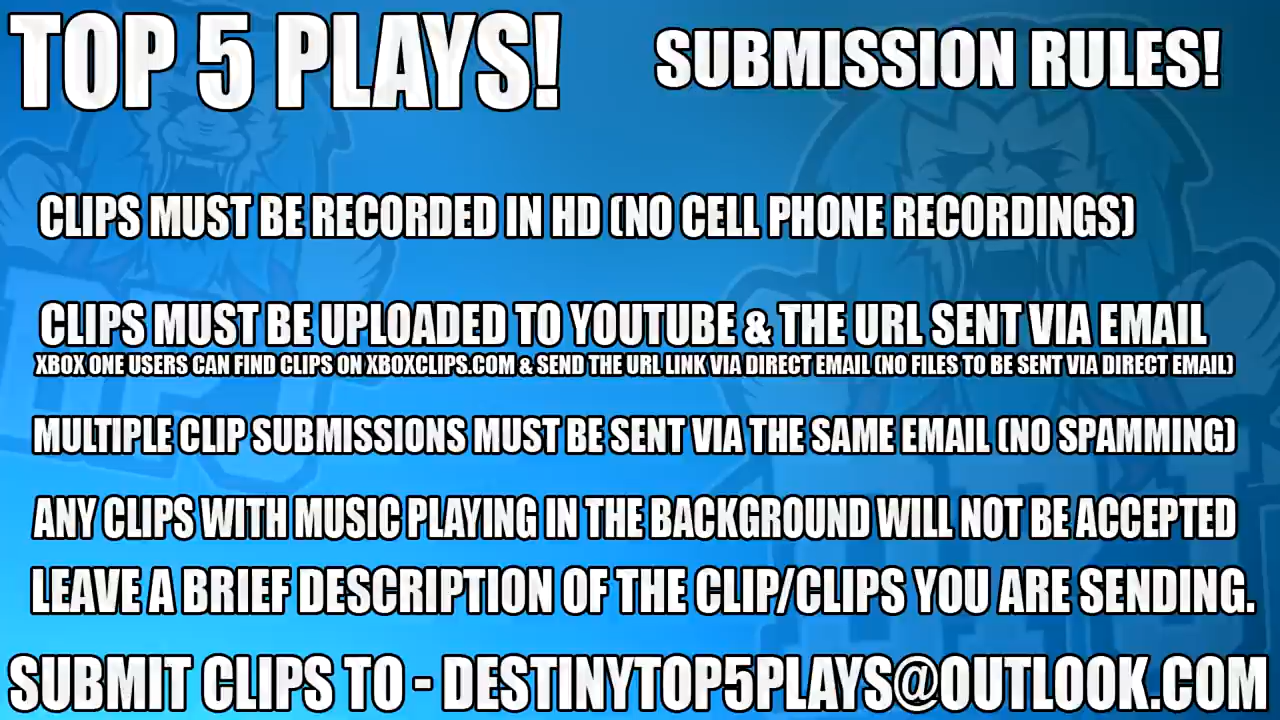 TOP 5 PLAYS! SUBMISSION RULES!
CLIPS MUST BE RECORDED IN HD (NO CELL PHONE RECORDINGS)
CLIPS MUST BE UPLOADED TO YOUTUBE & THE URL SENT VIA EMAIL
XBOX ONE USERS CAN FIND CLIPS ON XBOXCLIPS.COM & SEND THE URL LINK VIA DIRECT EMAIL (NO FILES TO BE SENT VIA DIRECT EMAIL)
MULTIPLE CLIP SUBMISSIONS MUST BE SENT VIA THE SAME EMAIL (NO SPAMMING)
ANY CLIPS WITH MUSIC PLAYING IN THE BACKGROUND WILL NOT BE ACCEPTED
LEAVE A BRIEF DESCRIPTION OF THE CLIP/CLIPS YOU ARE SENDING.
SUBMIT CLIPS TO - DESTINYTOP5PLAYS@OUTLOOK.COM